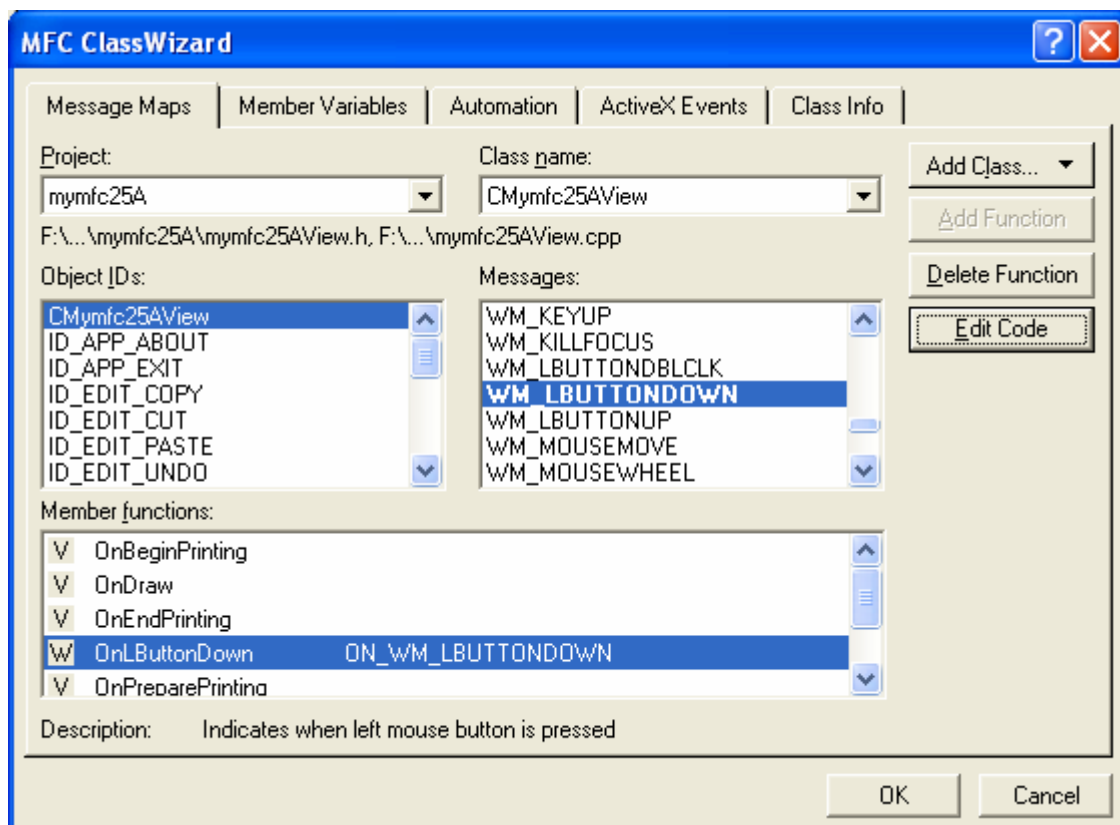 MFC ClassWizard
Message Maps Member Variables Automation ActiveX Events Class Info
Project: Class name:
Add Class...
mymfc25A CMymfc25AView
Add Function
F:\...\mymfc25A\mymfc25AView.h, F:\...\mymfc25AView.cpp
Object IDs: Messages:
Delete Function
CMymfc25AView
ID_APP_ABOUT
ID_APP_EXIT
ID_EDIT_COPY
ID_EDIT_CUT
ID_EDIT_PASTE
ID_EDIT_UNDO
WM_KEYUP
WM_KILLFOCUS
WM_LBUTTONDBLCLK
WM_LBUTTONDOWN
WM_LBUTTONUP
WM_MOUSEMOVE
WM_MOUSEWHEEL
Edit Code
Member functions:
V OnBeginPrinting
V OnDraw
V OnEndPrinting
W OnLButtonDown ON_WM_LBUTTONDOWN
V OnPreparePrinting
Description: Indicates when left mouse button is pressed
OK Cancel